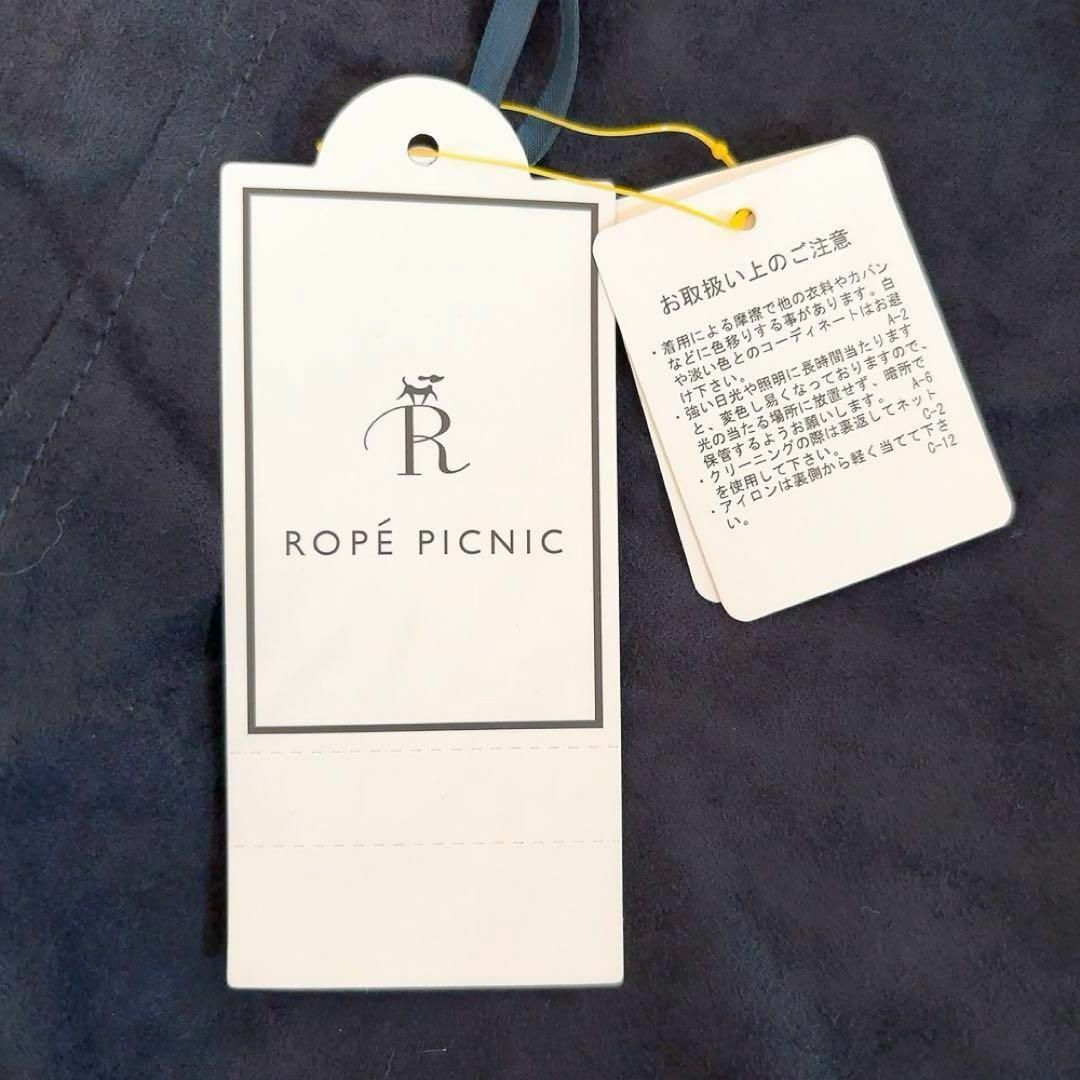 R
ROPÉ PICNIC
お取扱い上のご注意
・着用による摩擦で他の衣料やカバン
などに色移りする事があります。白
や淡い色とのコーディネートはお避
け下さい。 A-2
・強い日光や照明に長時間当たります
と、変色し易くなっておりますので、
光の当たる場所に放置せず、暗所で
保管するようお願いします。 A-6
・クリーニングの際は裏返してネット
を使用して下さい。 C-2
・アイロンは裏側から軽く当てて下さ
い。 C-12